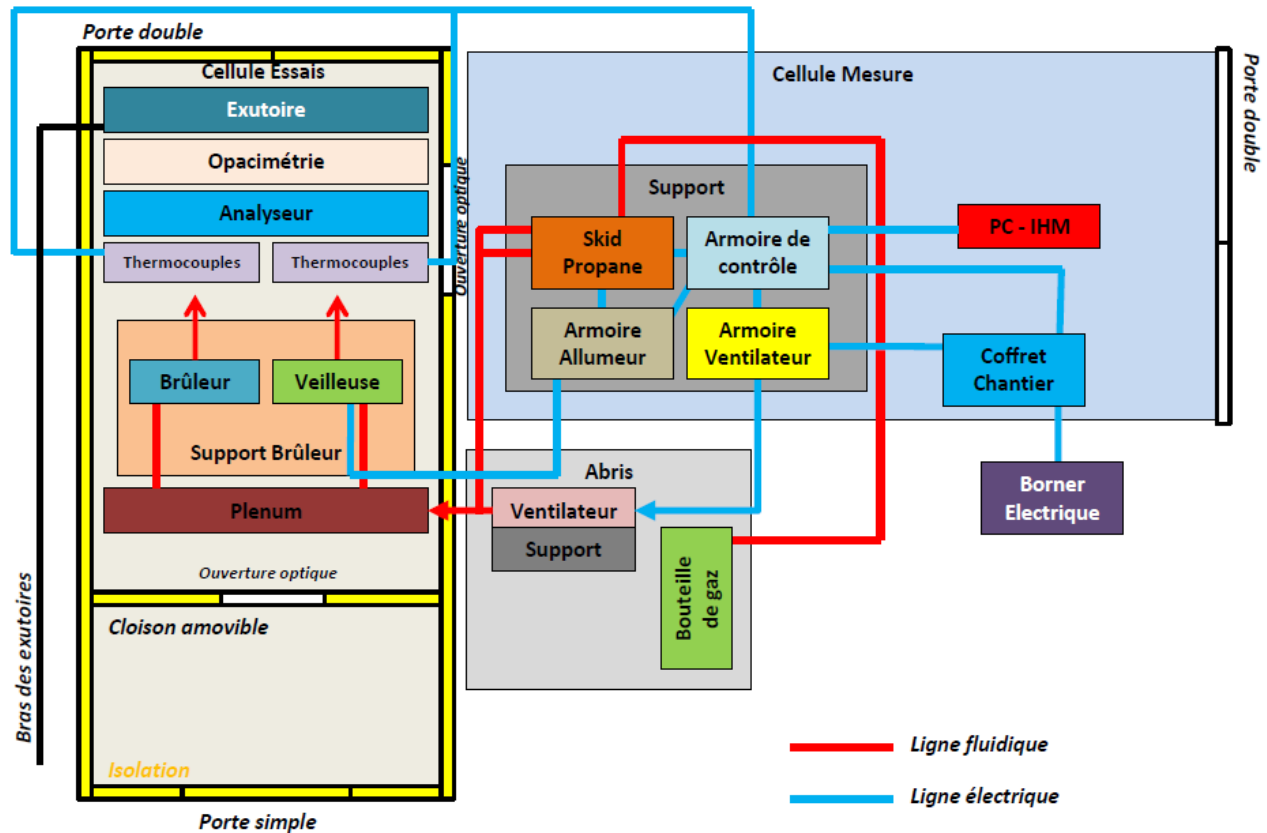 Porte double
Cellule Essais
Exutoire
Opacimétrie
Analyseur
Thermocouples
Thermocouples
Brûleur
Veilleuse
Support Brûleur
Plenum
Ouverture optique
Cloison amovible
Isolation
Porte simple
Bras des exutoires
Ouverture optique
Cellule Mesure
Porte double
Support
Skid
Propane
Armoire de
contrôle
PC - IHM
Armoire
Allumeur
Armoire
Ventilateur
Coffret
Chantier
Borner
Electrique
Abris
Ventilateur
Support
Bouteille
de gaz
Ligne fluidique
Ligne électrique